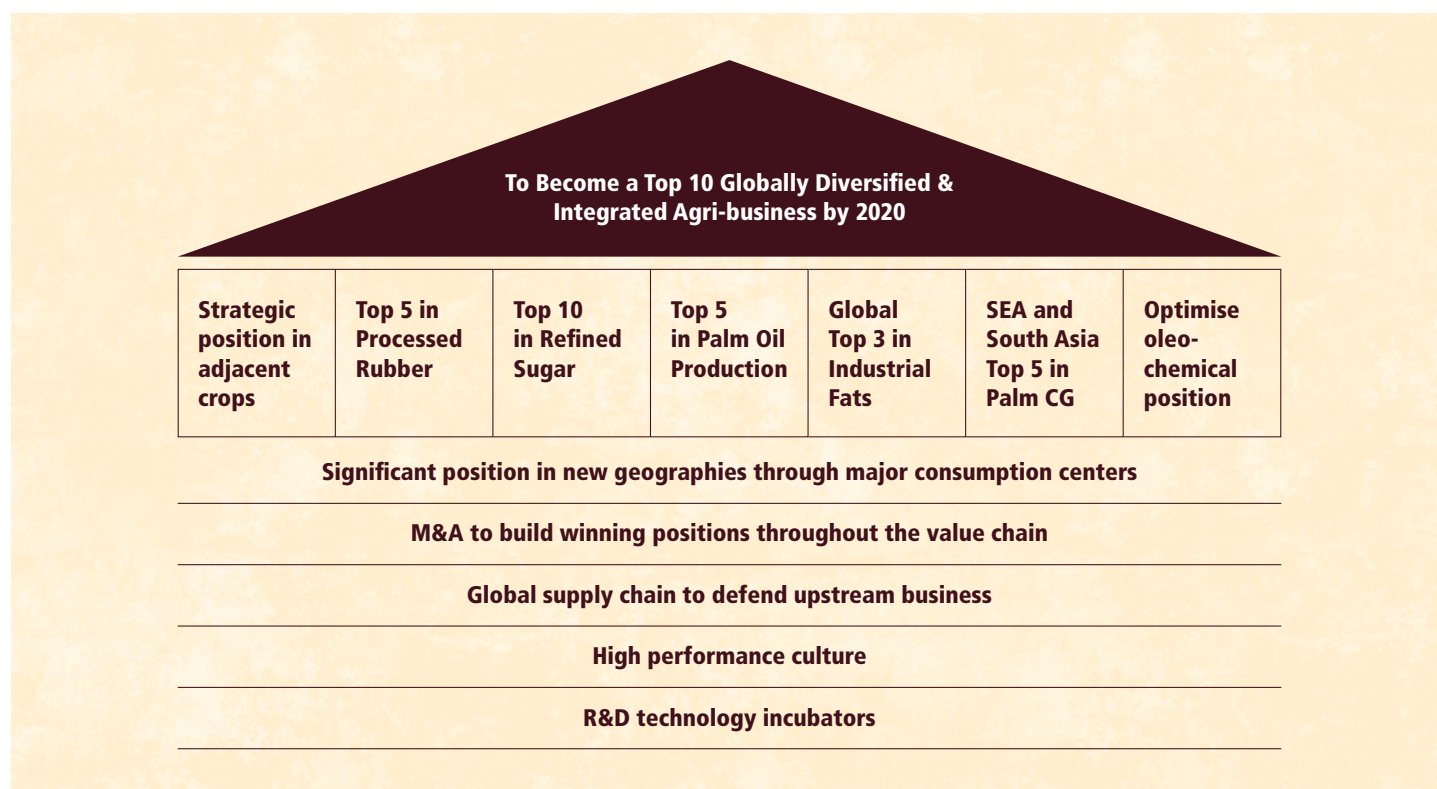 To Become a Top 10 Globally Diversified &
Integrated Agri-business by 2020
Strategic
position in
adjacent
crops
Top 5 in
Processed
Rubber
Top 10
in Refined
Sugar
Top 5
in Palm Oil
Production
Global
Top 3 in
Industrial
Fats
SEA and
South Asia
Top 5 in
Palm CG
Optimise
oleo-
chemical
position
Significant position in new geographies through major consumption centers
M&A to build winning positions throughout the value chain
Global supply chain to defend upstream business
High performance culture
R&D technology incubators